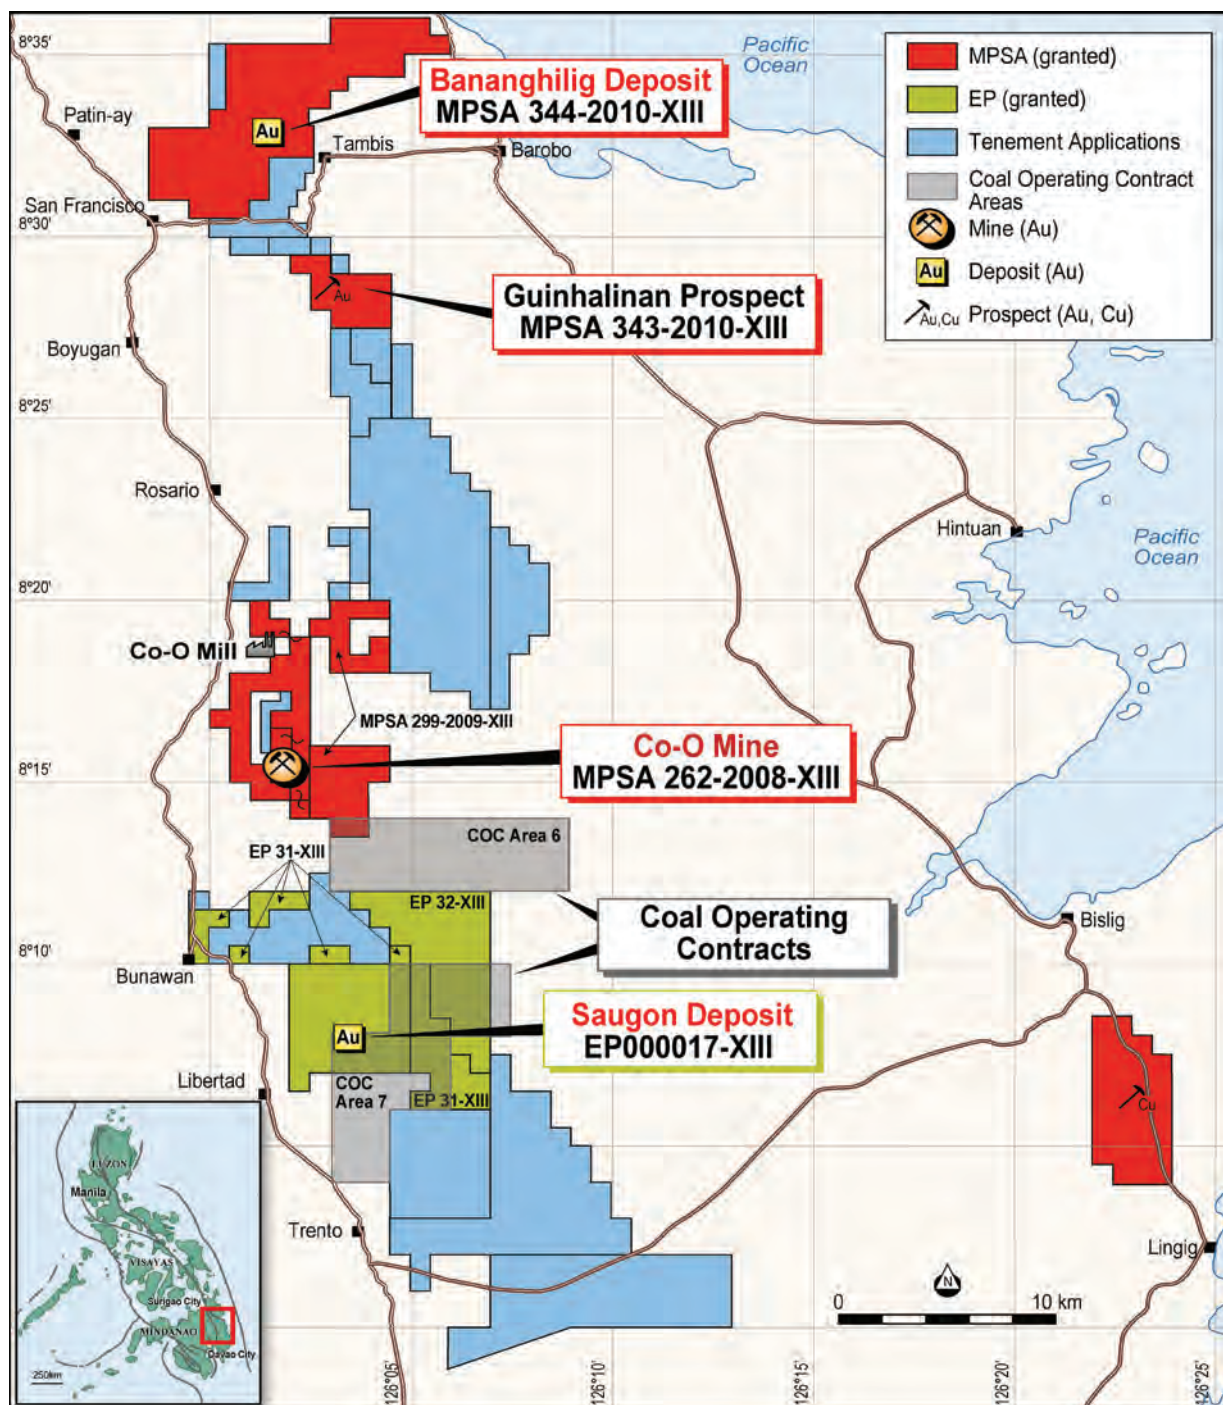 8°35'
Pacific
Ocean
MPSA (granted)
EP (granted)
Tenement Applications
Coal Operating Contract
Areas
Mine (Au)
Au
Deposit (Au)
Au,Cu
Prospect (Au, Cu)
Bananghilig Deposit
MPSA 344-2010-XIII
Patin-ay
Au
Tambis
Barobo
San Francisco
8°30'
Guinhalinan Prospect
MPSA 343-2010-XIII
Au
Boyugan
8°25'
Rosario
Hintuan
Pacific
Ocean
8°20'
Co-O Mill
MPSA 299-2009-XIII
Co-O Mine
MPSA 262-2008-XIII
8°15'
COC Area 6
EP 31-XIII
EP 32-XIII
Coal Operating
Contracts
Bislig
8°10'
Bunawan
Saugon Deposit
EP000017-XIII
Au
Libertad
COC
Area 7
EP 31-XIII
Cu
LUZON
Manila
VISAYAS
Surigao City
MINDANAO
Davao City
250km
Trento
Lingig
N
0
10 km
126°05'
126°10'
126°15'
126°20'
126°25'